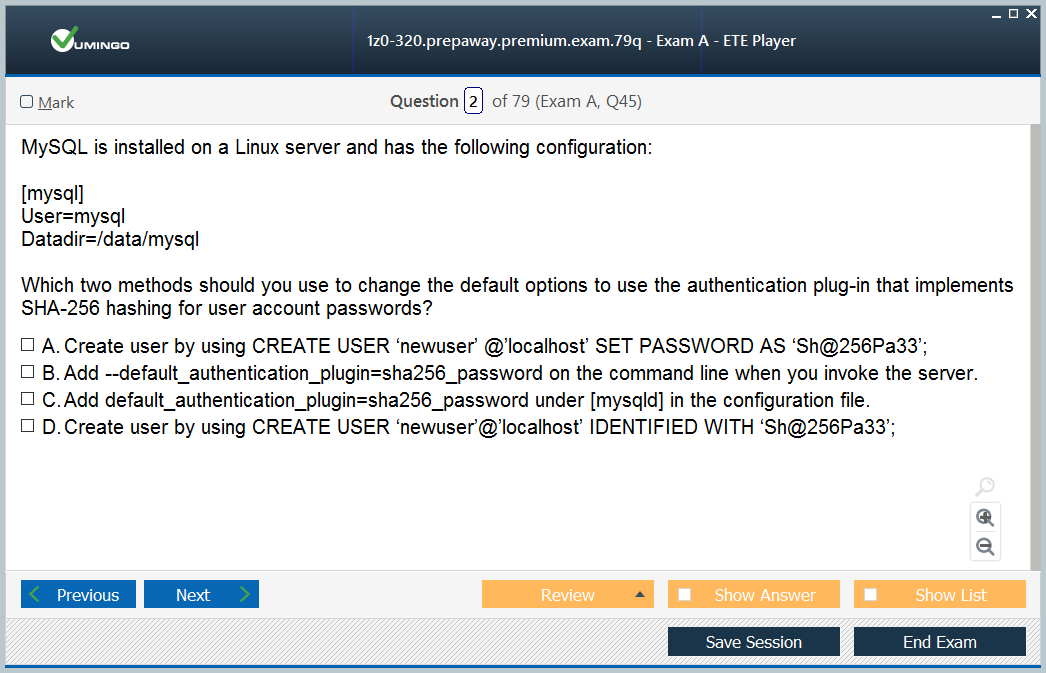 VUMINGO
1z0-320.prepaway.premium.exam.79q - Exam A - ETE Player
Mark
Question 2 of 79 (Exam A, Q45)
MySQL is installed on a Linux server and has the following configuration:
[mysql]
User=mysql
Datadir=/data/mysql
Which two methods should you use to change the default options to use the authentication plug-in that implements
SHA-256 hashing for user account passwords?
A. Create user by using CREATE USER ‘newuser’ @’localhost’ SET PASSWORD AS ‘Sh@256Pa33’;
B. Add --default_authentication_plugin=sha256_password on the command line when you invoke the server.
C. Add default_authentication_plugin=sha256_password under [mysqld] in the configuration file.
D. Create user by using CREATE USER ‘newuser’@’localhost’ IDENTIFIED WITH ‘Sh@256Pa33’;
Previous
Next
Review
Show Answer
Show List
Save Session
End Exam